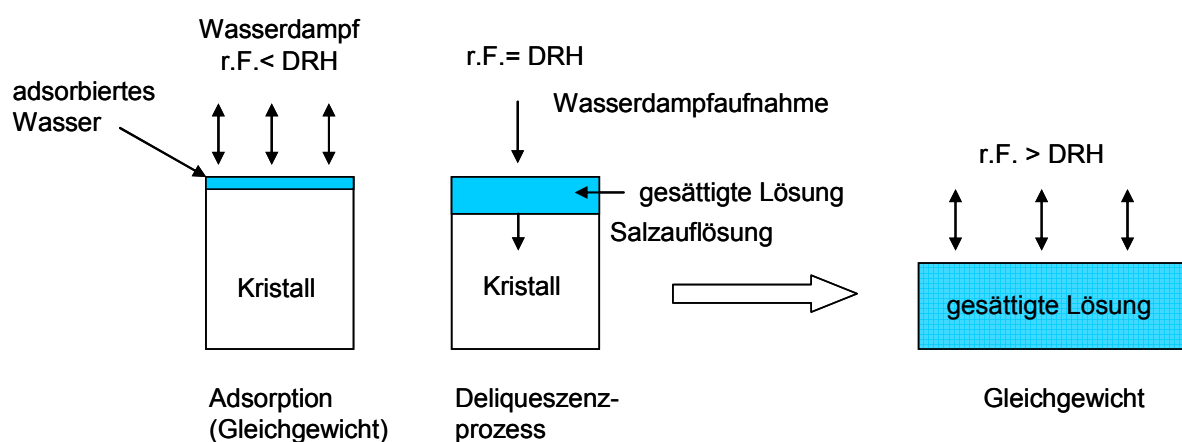 Wasserdampf
r.F.< DRH
adsorbiertes
Wasser
Kristall
Adsorption
(Gleichgewicht)
r.F.= DRH
Wasserdampfaufnahme
gesättigte Lösung
Salzauflösung
Kristall
Deliqueszenz-
prozess
r.F. > DRH
gesättigte Lösung
Gleichgewicht